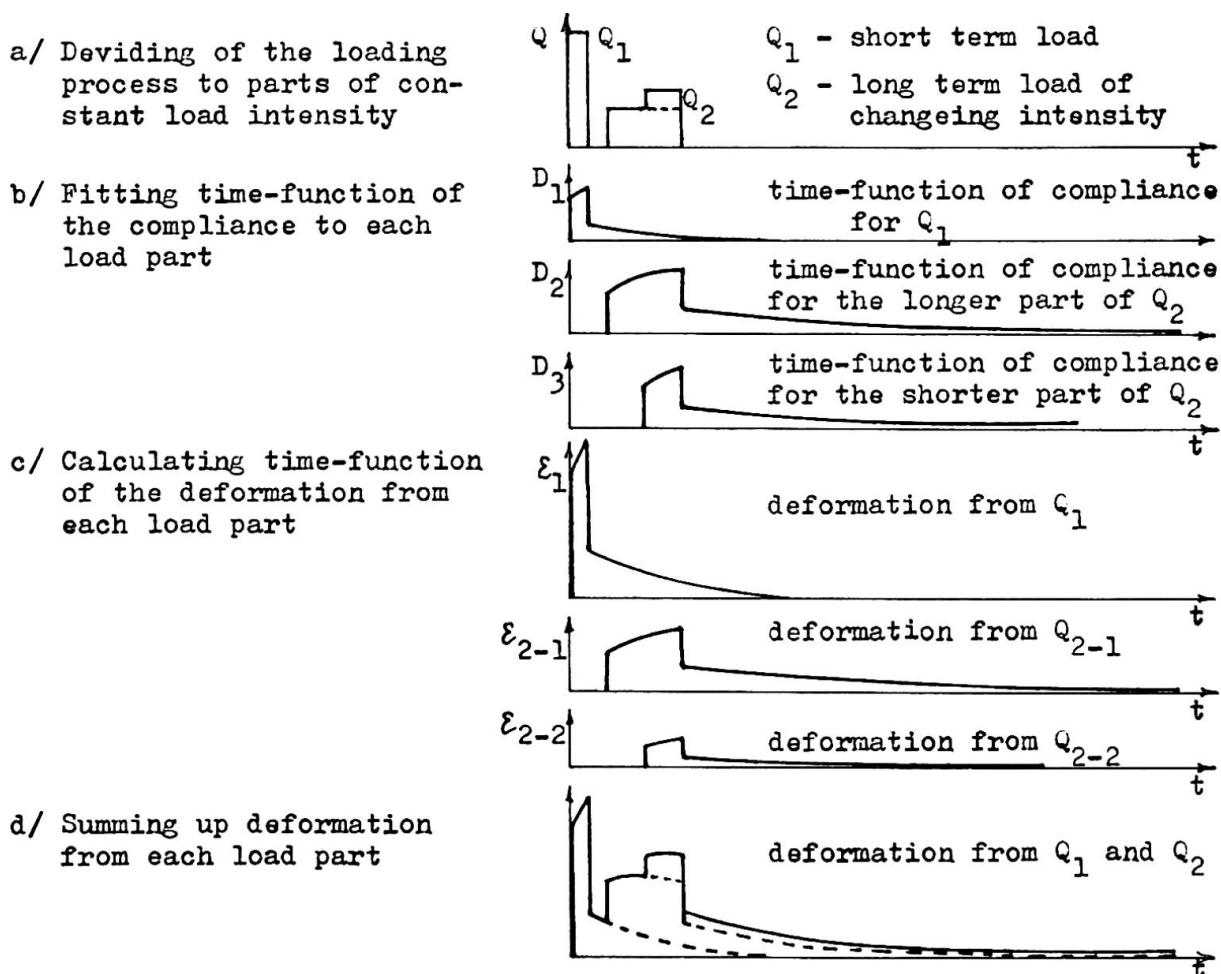 a/ Deviding of the loading
process to parts of con-
stant load intensity
Q Q1
Q2
Q1 - short term load
Q2 - long term load of
changeing intensity
t
b/ Fitting time-function of
the compliance to each
load part
D1
time-function of compliance
for Q1
D2
time-function of compliance
for the longer part of Q2
D3
time-function of compliance
for the shorter part of Q2
t
c/ Calculating time-function
of the deformation from
each load part
ε1
deformation from Q1
t
ε2-1
deformation from Q2-1
t
ε2-2
deformation from Q2-2
t
d/ Summing up deformation
from each load part
deformation from Q1 and Q2
t